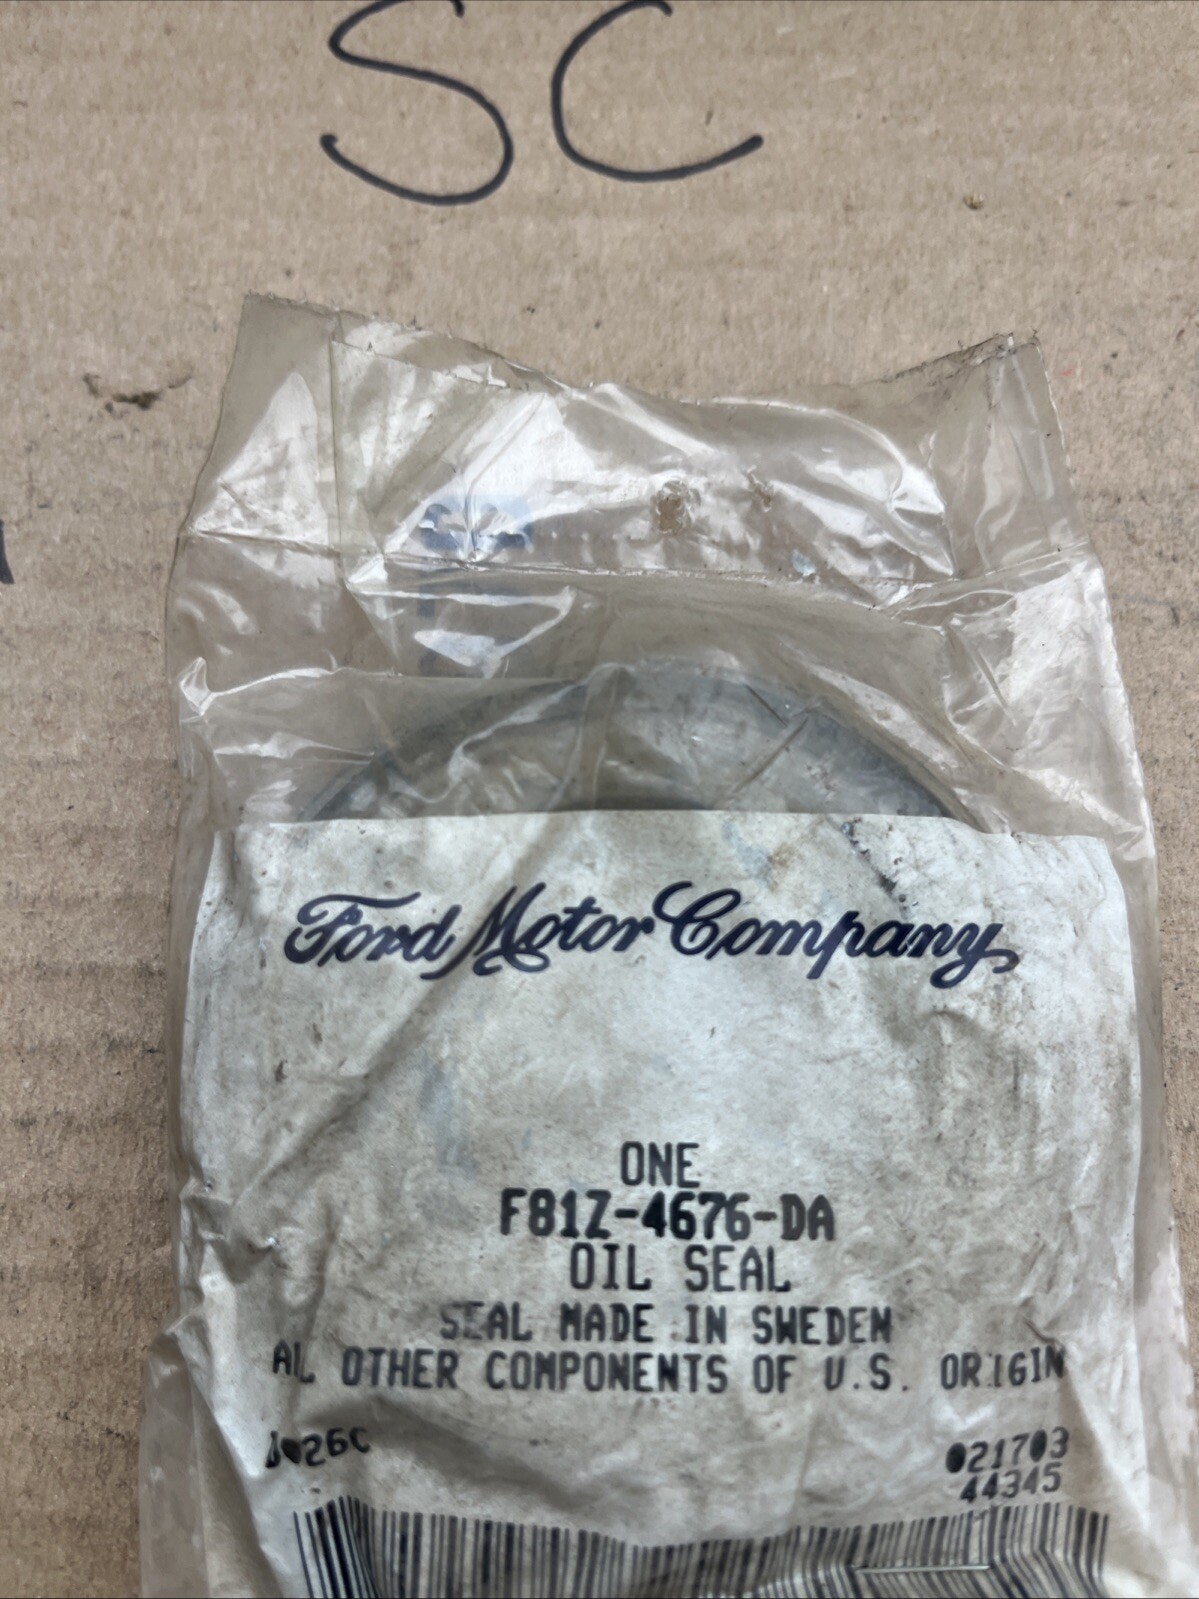 SC
Ford Motor Company
ONE
F81Z-4676-DA
OIL SEAL
SEAL MADE IN SWEDEN
ALL OTHER COMPONENTS OF U.S. ORIGIN
021703
44345